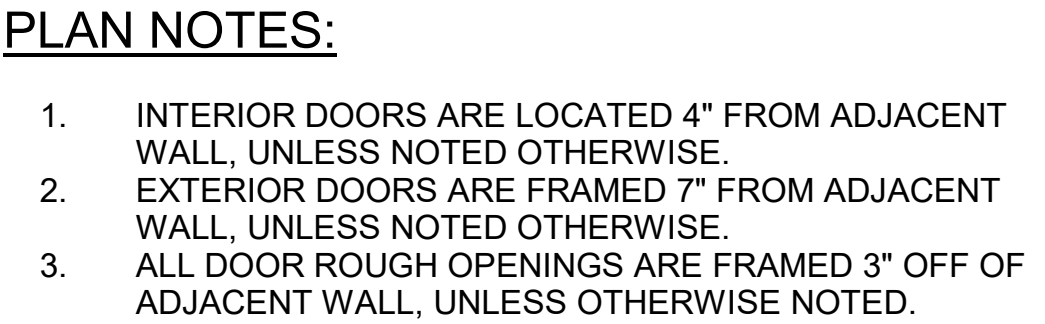 PLAN NOTES:
1. INTERIOR DOORS ARE LOCATED 4" FROM ADJACENT
WALL, UNLESS NOTED OTHERWISE.
2. EXTERIOR DOORS ARE FRAMED 7" FROM ADJACENT
WALL, UNLESS NOTED OTHERWISE.
3. ALL DOOR ROUGH OPENINGS ARE FRAMED 3" OFF OF
ADJACENT WALL, UNLESS OTHERWISE NOTED.